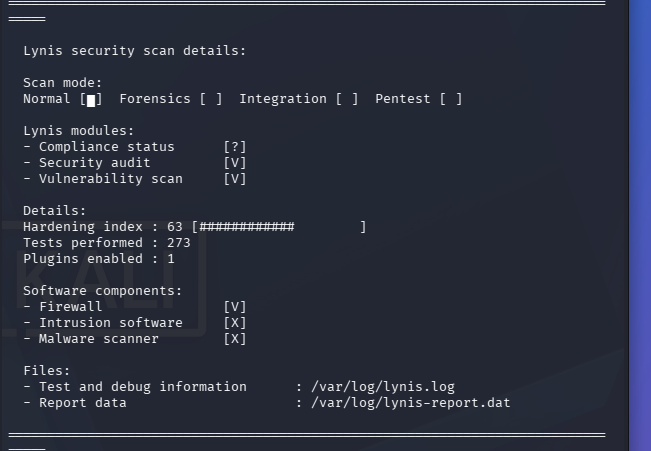 ================================================================================
Lynis security scan details:
Scan mode:
Normal [■]  Forensics [ ]  Integration [ ]  Pentest [ ]
Lynis modules:
- Compliance status      [?]
- Security audit         [V]
- Vulnerability scan     [V]
Details:
Hardening index : 63 [############        ]
Tests performed : 273
Plugins enabled : 1
Software components:
- Firewall               [V]
- Intrusion software     [X]
- Malware scanner        [X]
Files:
- Test and debug information      : /var/log/lynis.log
- Report data                     : /var/log/lynis-report.dat
================================================================================
KALI